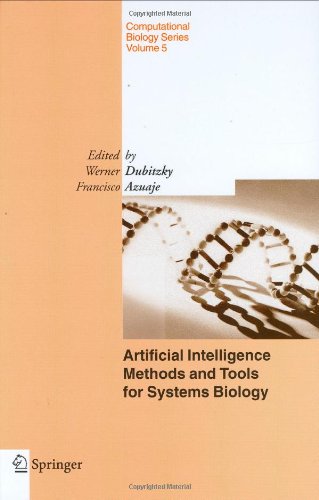 Computational
Biology Series
Volume 5
Edited by
Werner Dubitzky
Francisco Azuaje
Artificial Intelligence
Methods and Tools
for Systems Biology
Springer